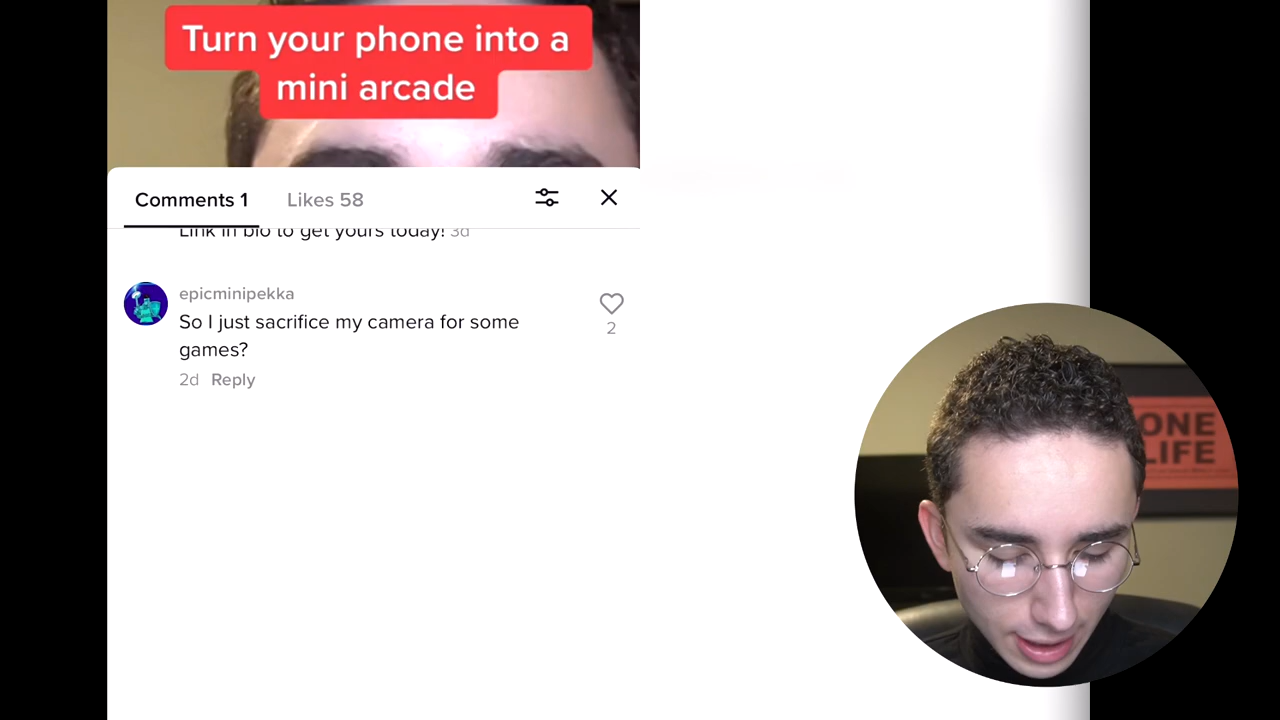 Turn your phone into a
mini arcade
Comments 1
Likes 58
Link in bio to get yours today! 3d
epicminipekka
So I just sacrifice my camera for some
games?
2
2d Reply
ONE
LIFE